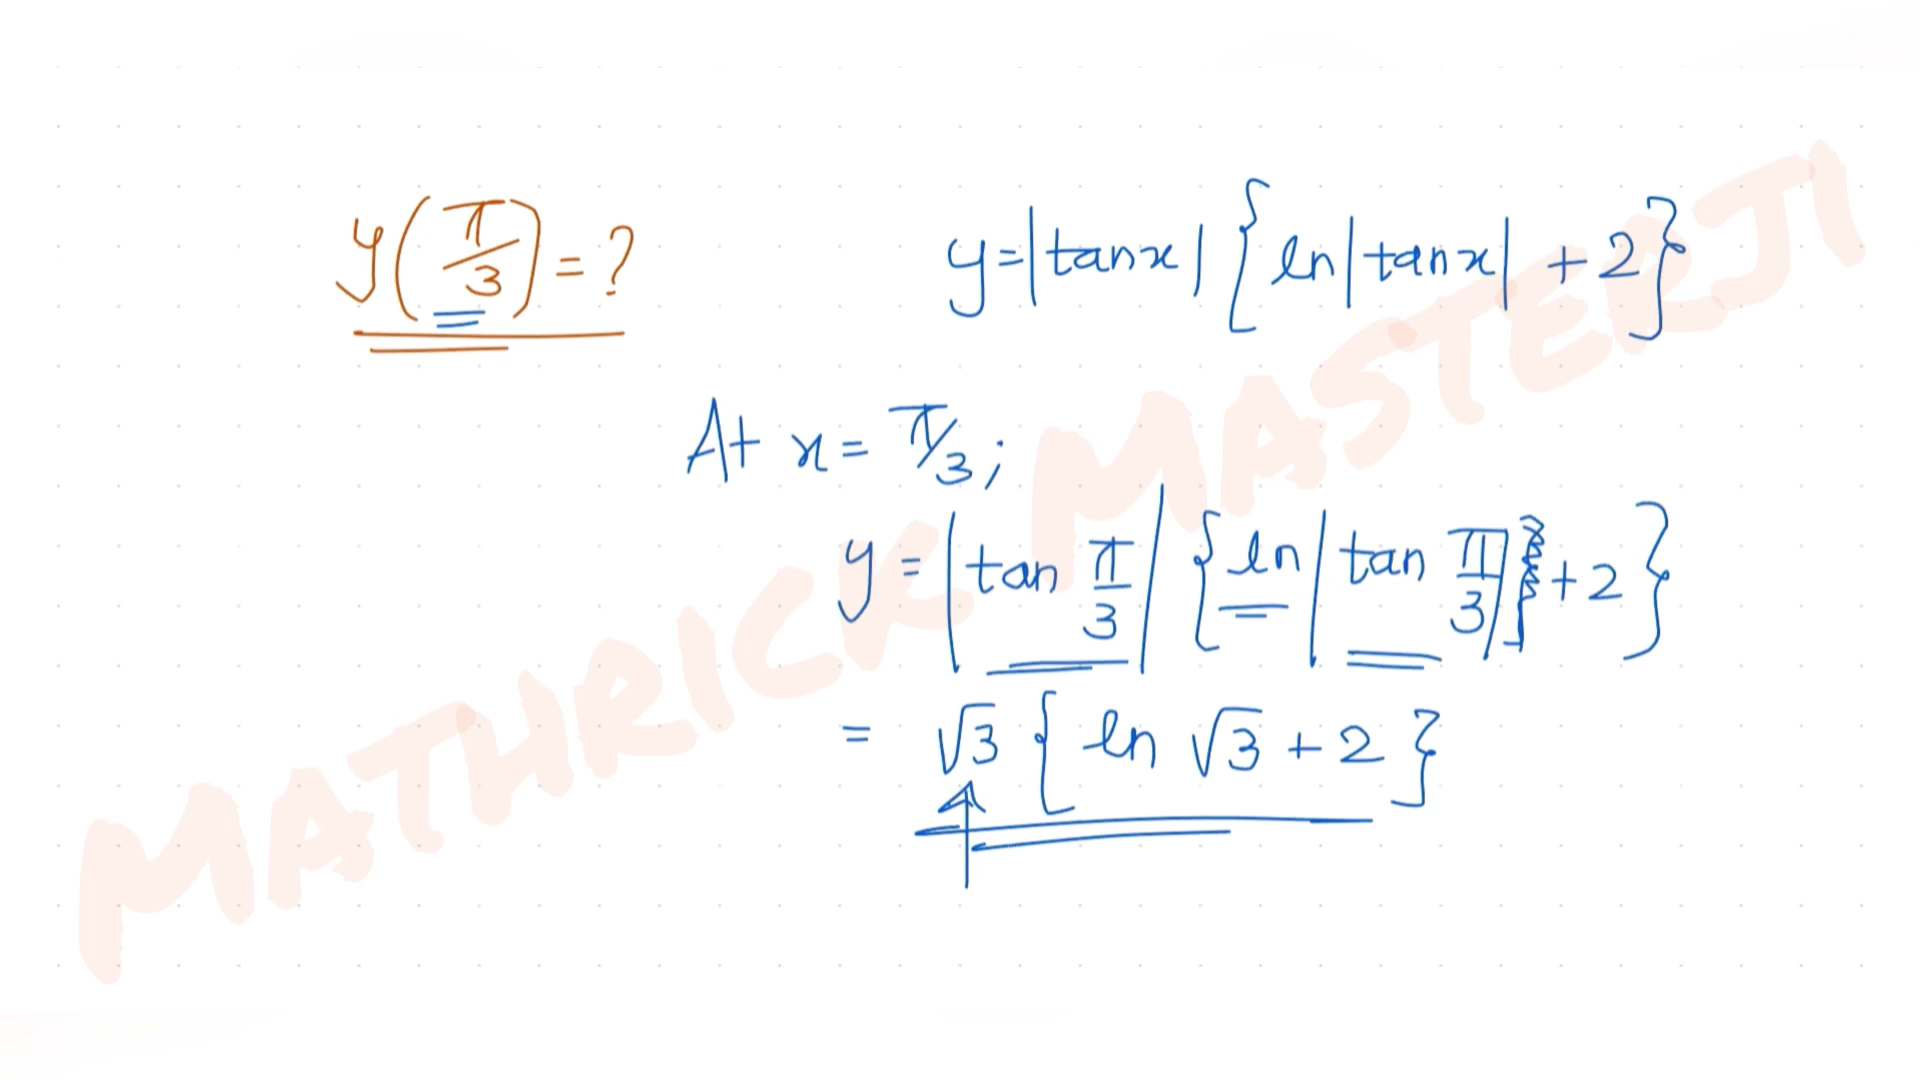 y(π/3) = ?
y = |tan x| { ln |tan x| + 2 }
At x = π/3 ;
y = |tan π/3| { ln |tan π/3| + 2 }
= √3 { ln √3 + 2 }
MATHRICK MASTERJI